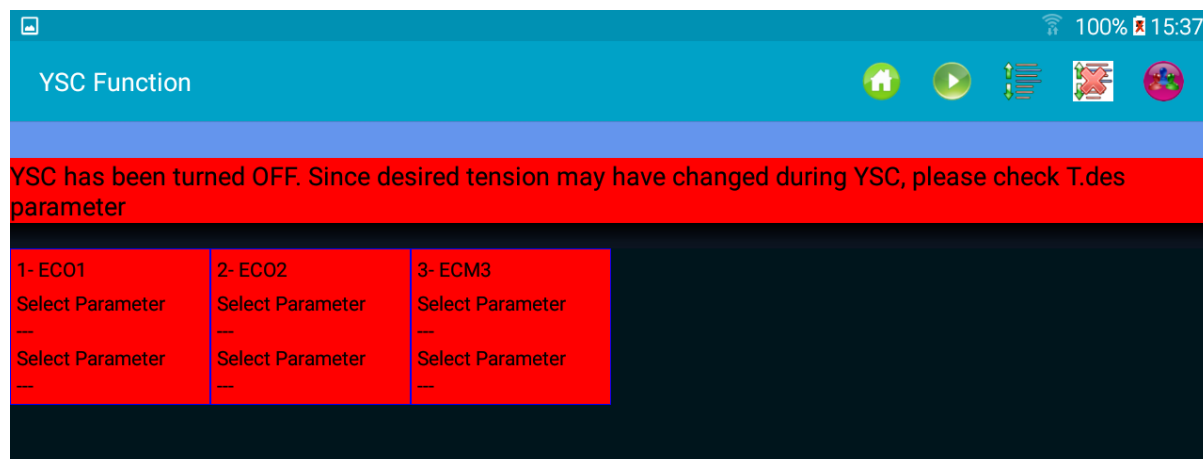 100% 15:37
YSC Function
YSC has been turned OFF. Since desired tension may have changed during YSC, please check T.des
parameter
1- ECO1 2- ECO2 3- ECM3
Select Parameter Select Parameter Select Parameter
--- --- ---
Select Parameter Select Parameter Select Parameter
--- --- ---